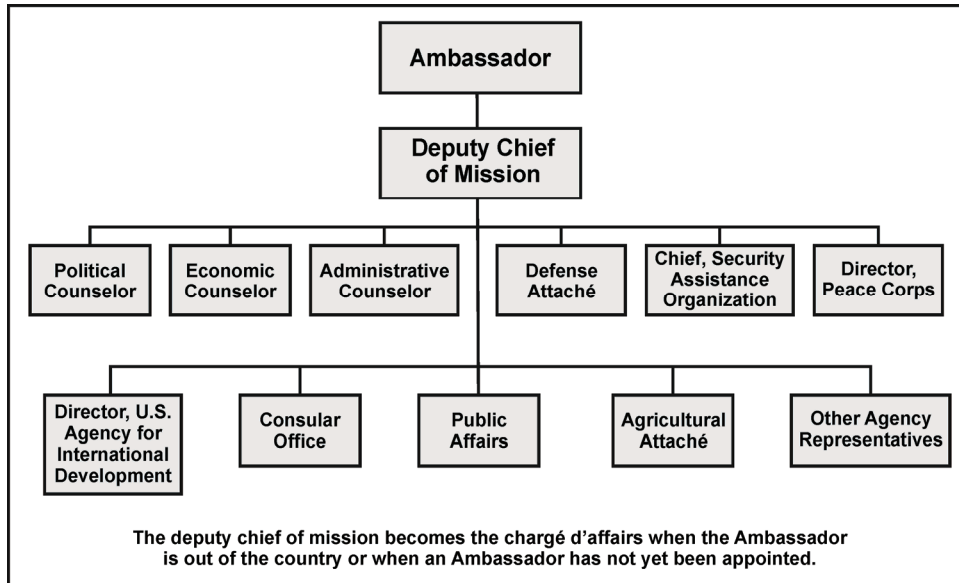 Ambassador
Deputy Chief
of Mission
Political
Counselor
Economic
Counselor
Administrative
Counselor
Defense
Attaché
Chief, Security
Assistance
Organization
Director,
Peace Corps
Director, U.S.
Agency for
International
Development
Consular
Office
Public
Affairs
Agricultural
Attaché
Other Agency
Representatives
The deputy chief of mission becomes the chargé d’affairs when the Ambassador
is out of the country or when an Ambassador has not yet been appointed.